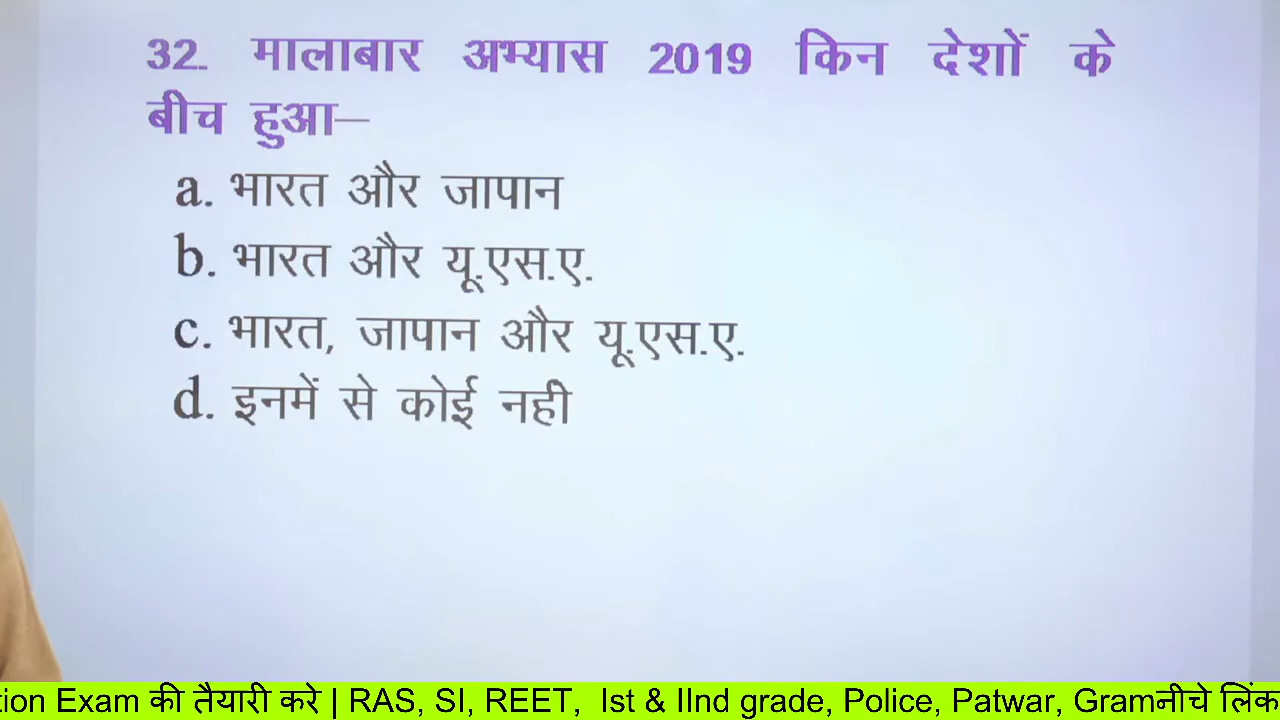 32. मालाबार अभ्यास 2019 किन देशों के
बीच हुआ–
a. भारत और जापान
b. भारत और यू.एस.ए.
c. भारत, जापान और यू.एस.ए.
d. इनमें से कोई नही
tion Exam की तैयारी करे | RAS, SI, REET, Ist & IInd grade, Police, Patwar, Gramनीचे लिंक